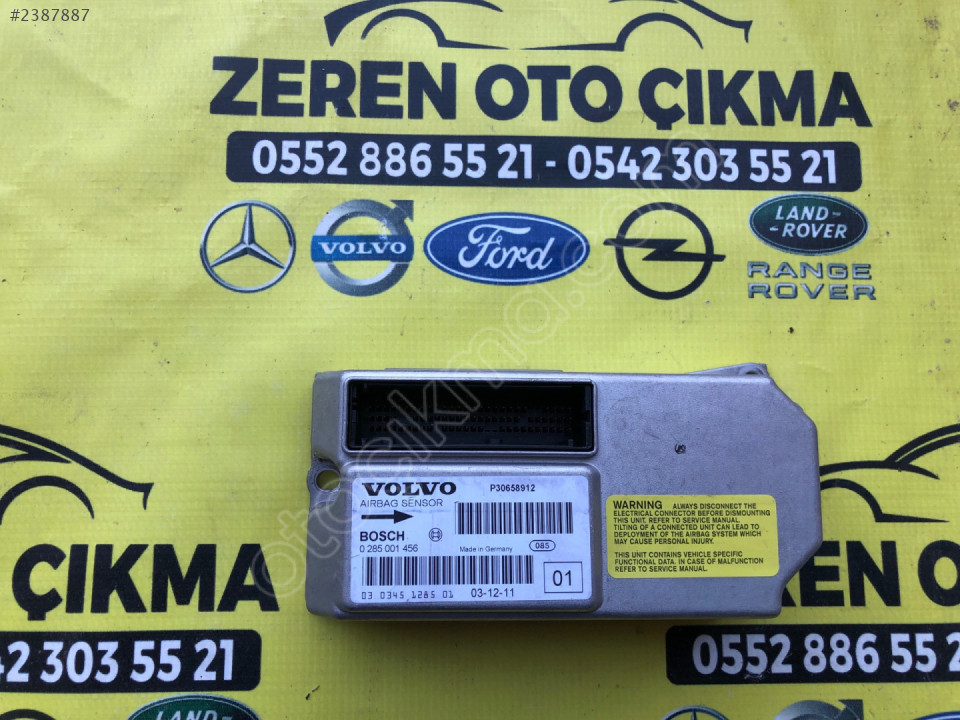 #2387887
ZEREN OTO ÇIKMA
0552 886 55 21 - 0542 303 55 21
VOLVO
Ford
LAND
ROVER
RANGE
ROVER
otocikma.com
VOLVO
P30658912
AIRBAG SENSOR
BOSCH
0 285 001 456
Made in Germany
085
03 0345 1285 01
03-12-11
01
WARNING ALWAYS DISCONNECT THE
ELECTRICAL CONNECTOR BEFORE DISMOUNTING
THIS UNIT. REFER TO SERVICE MANUAL.
TILTING OF A CONNECTED UNIT CAN LEAD TO
DEPLOYMENT OF THE AIRBAG SYSTEM WHICH
MAY CAUSE PERSONAL INJURY.
THIS UNIT CONTAINS VEHICLE SPECIFIC
FUNCTIONAL DATA. IN CASE OF MALFUNCTION
REFER TO SERVICE MANUAL.
ÇIKMA
ZEREN O
42 303 55 21
0552 886 55 2
LAND